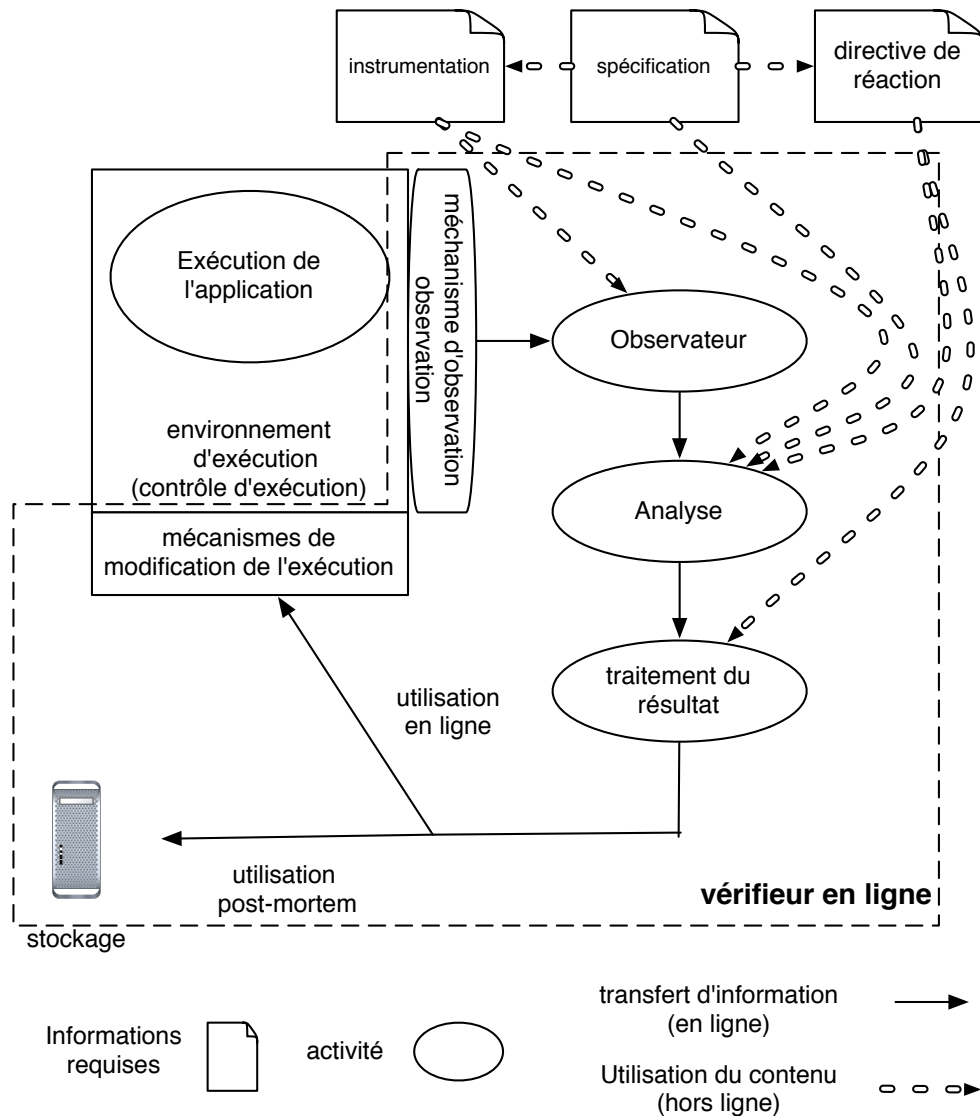 instrumentation
spécification
directive de
réaction
Exécution de
l'application
méchanisme d'observation
observation
Observateur
environnement
d'exécution
(contrôle d'exécution)
Analyse
mécanismes de
modification de l'exécution
traitement du
résultat
utilisation
en ligne
utilisation
post-mortem
vérifieur en ligne
stockage
Informations
requises
activité
transfert d'information
(en ligne)
Utilisation du contenu
(hors ligne)